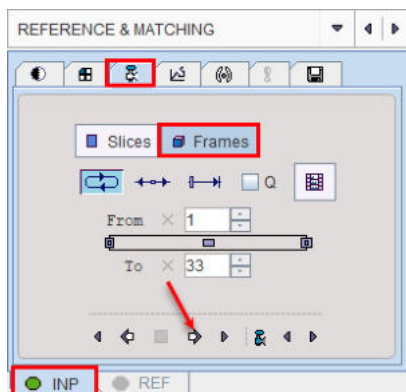 REFERENCE & MATCHING
Slices Frames
Q
From 1
To 33
INP REF